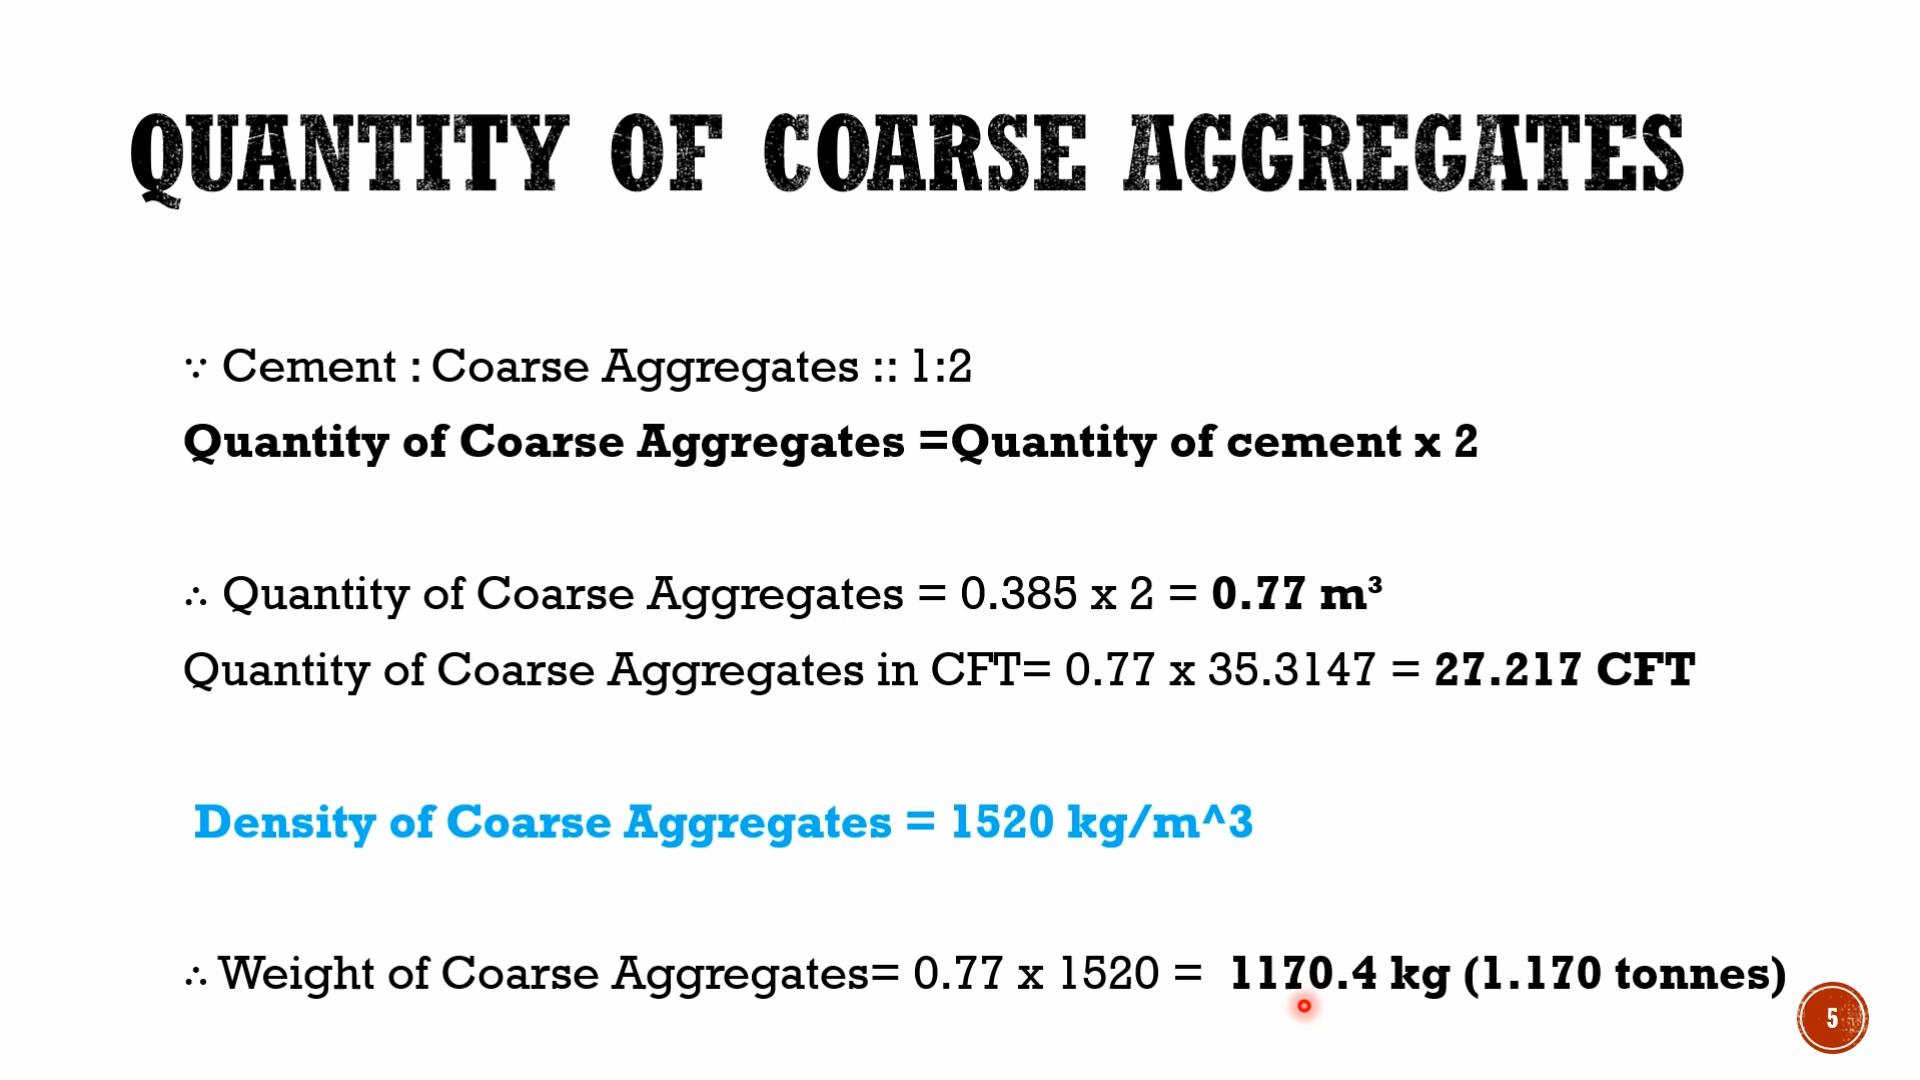 QUANTITY OF COARSE AGGREGATES
∵ Cement : Coarse Aggregates :: 1:2
Quantity of Coarse Aggregates =Quantity of cement x 2
∴ Quantity of Coarse Aggregates = 0.385 x 2 = 0.77 m³
Quantity of Coarse Aggregates in CFT= 0.77 x 35.3147 = 27.217 CFT
Density of Coarse Aggregates = 1520 kg/m^3
∴ Weight of Coarse Aggregates= 0.77 x 1520 = 1170.4 kg (1.170 tonnes)
5